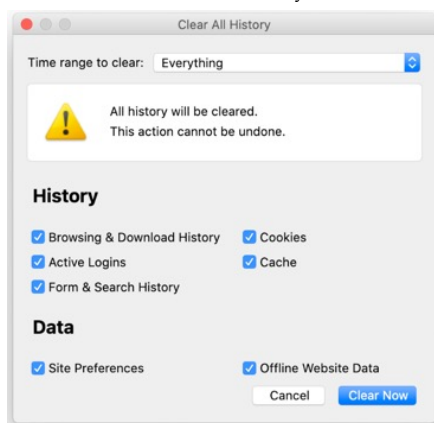 Clear All History
Time range to clear: Everything
All history will be cleared.
This action cannot be undone.
History
Browsing & Download History Cookies
Active Logins Cache
Form & Search History
Data
Site Preferences Offline Website Data
Cancel Clear Now